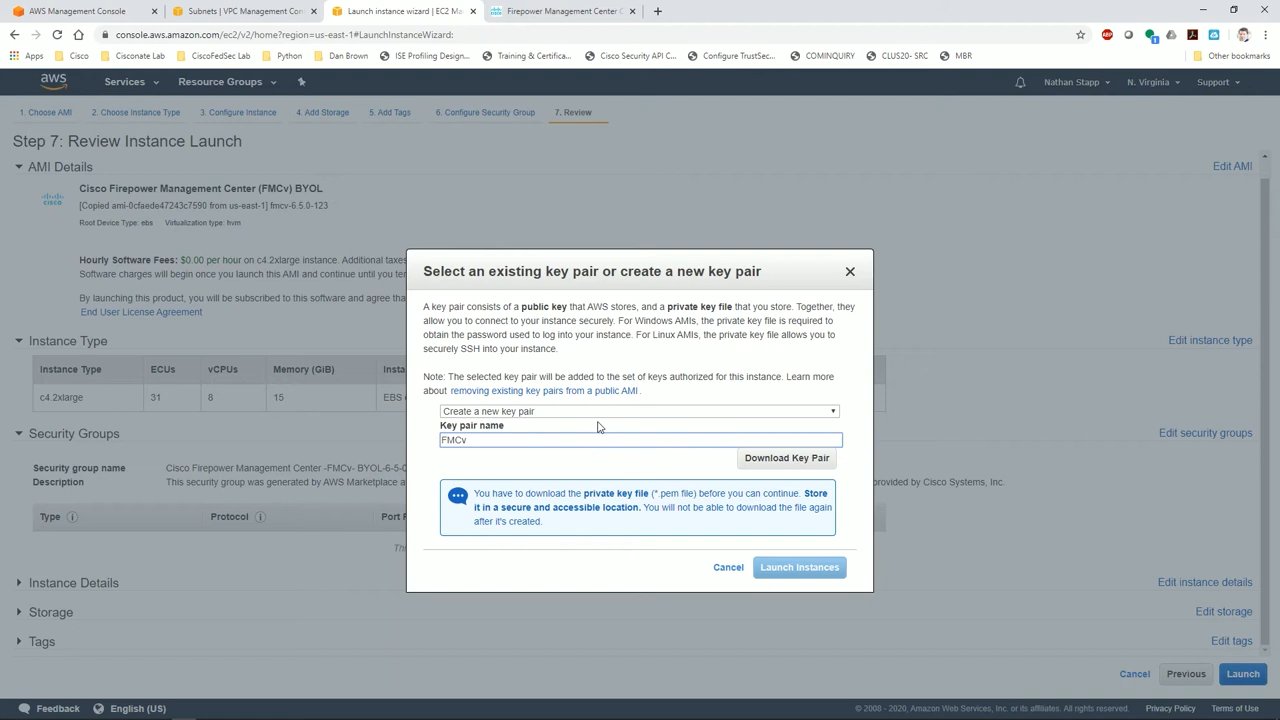 AWS Management Console
Subnets | VPC Management Con
Launch instance wizard | EC2 Ma
Firepower Management Center C
console.aws.amazon.com/ec2/v2/home?region=us-east-1#LaunchInstanceWizard:
Apps Cisco Cisconate Lab CiscoFedSec Lab Python Dan Brown ISE Profiling Design... Training & Certifica... Cisco Security API C... Configure TrustSec... COMINQUIRY CLUS20- SRC MBR Other bookmarks
aws Services Resource Groups Nathan Stapp N. Virginia Support
1. Choose AMI 2. Choose Instance Type 3. Configure Instance 4. Add Storage 5. Add Tags 6. Configure Security Group 7. Review
Step 7: Review Instance Launch
AMI Details Edit AMI
Cisco Firepower Management Center (FMCv) BYOL
[Copied ami-0cfaede47243c7590 from us-east-1] fmcv-6.5.0-123
Root Device Type: ebs Virtualization type: hvm
Hourly Software Fees: $0.00 per hour on c4.2xlarge instance. Additional taxes
Software charges will begin once you launch this AMI and continue until you ter
By launching this product, you will be subscribed to this software and agree tha
End User License Agreement
Instance Type Edit instance type
Instance Type ECUs vCPUs Memory (GiB) Insta
c4.2xlarge 31 8 15 EBS
Security Groups Edit security groups
Security group name Cisco Firepower Management Center -FMCv- BYOL-6-5-0
Description This security group was generated by AWS Marketplace a provided by Cisco Systems, Inc.
Type Protocol Port F
Thi
Instance Details Edit instance details
Storage Edit storage
Tags Edit tags
Select an existing key pair or create a new key pair
A key pair consists of a public key that AWS stores, and a private key file that you store. Together, they
allow you to connect to your instance securely. For Windows AMIs, the private key file is required to
obtain the password used to log into your instance. For Linux AMIs, the private key file allows you to
securely SSH into your instance.
Note: The selected key pair will be added to the set of keys authorized for this instance. Learn more
about removing existing key pairs from a public AMI .
Create a new key pair
Key pair name
FMCv
Download Key Pair
You have to download the private key file (*.pem file) before you can continue. Store
it in a secure and accessible location. You will not be able to download the file again
after it's created.
Cancel Launch Instances
Cancel Previous Launch
Feedback English (US) © 2008 - 2020, Amazon Web Services, Inc. or its affiliates. All rights reserved. Privacy Policy Terms of Use